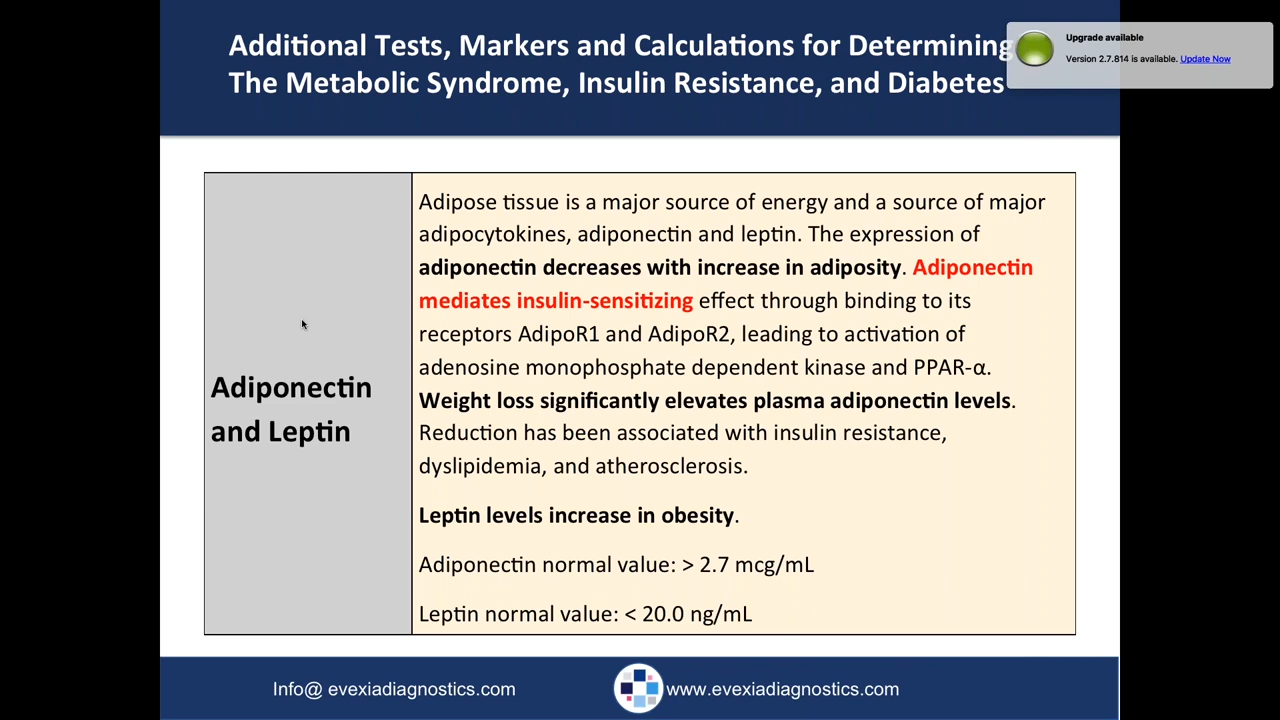 Additional Tests, Markers and Calculations for Determining
The Metabolic Syndrome, Insulin Resistance, and Diabetes
Upgrade available
Version 2.7.814 is available. Update Now
Adiponectin
and Leptin
Adipose tissue is a major source of energy and a source of major
adipocytokines, adiponectin and leptin. The expression of
adiponectin decreases with increase in adiposity. Adiponectin
mediates insulin-sensitizing effect through binding to its
receptors AdipoR1 and AdipoR2, leading to activation of
adenosine monophosphate dependent kinase and PPAR-α.
Weight loss significantly elevates plasma adiponectin levels.
Reduction has been associated with insulin resistance,
dyslipidemia, and atherosclerosis.
Leptin levels increase in obesity.
Adiponectin normal value: > 2.7 mcg/mL
Leptin normal value: < 20.0 ng/mL
Info@ evexiadiagnostics.com
www.evexiadiagnostics.com